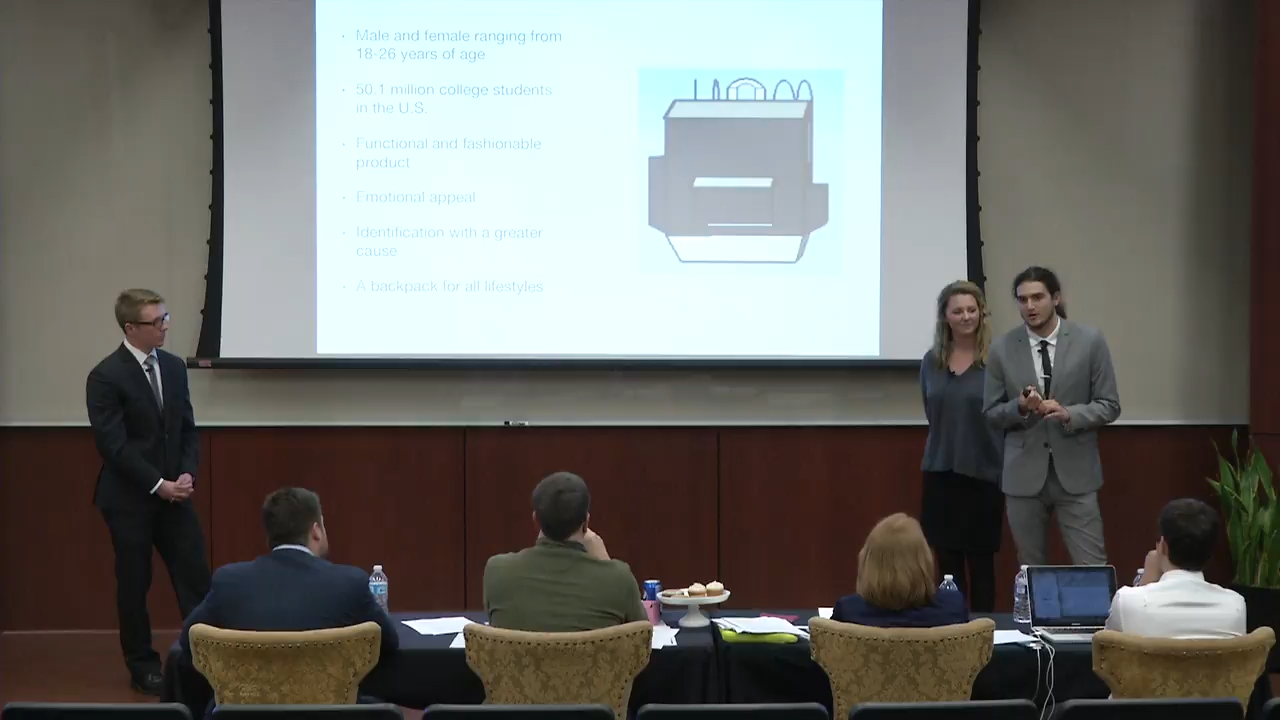 Male and female ranging from
18-26 years of age
50.1 million college students
in the U.S.
Functional and fashionable
product
Emotional appeal
Identification with a greater
cause
A backpack for all lifestyles